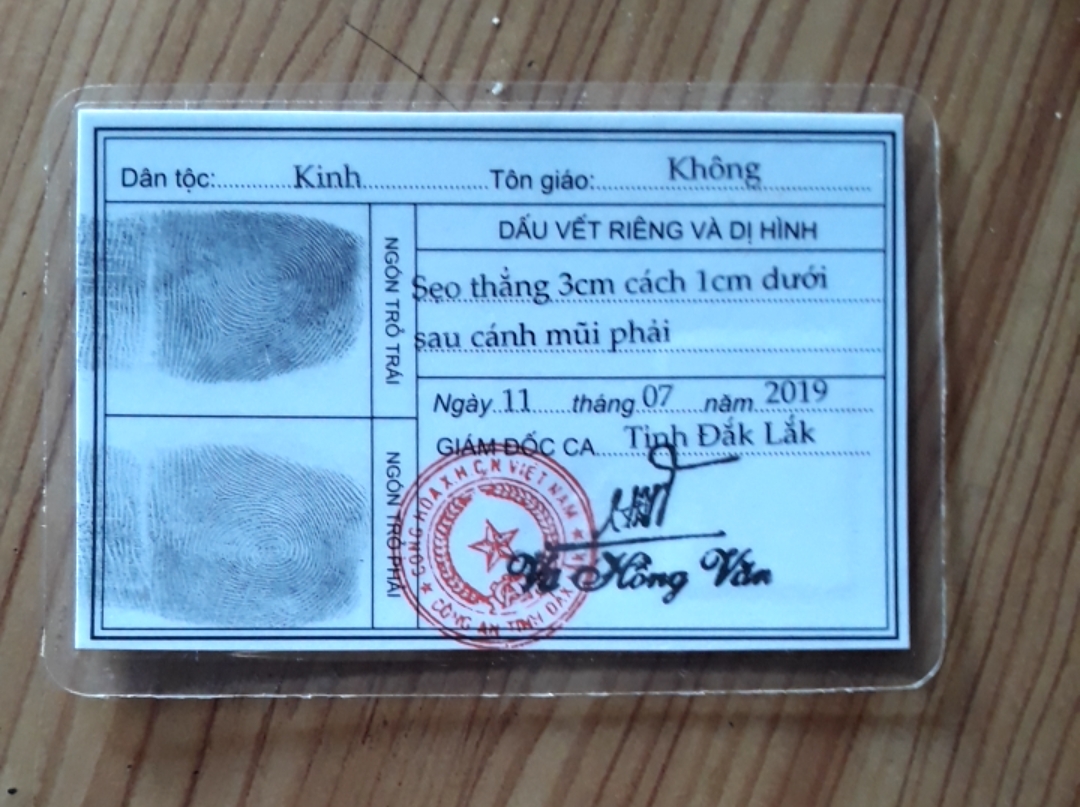 Dân tộc:............Kinh....................Tôn giáo:..........Không..........
NGÓN TRỎ TRÁI
DẤU VẾT RIÊNG VÀ DỊ HÌNH
Sẹo thẳng 3cm cách 1cm dưới
sau cánh mũi phải
Ngày..11......tháng..07.....năm..2019
GIÁM ĐỐC CA.....Tỉnh Đắk Lắk
NGÓN TRỎ PHẢI
CỘNG HÒA X.H.C.N VIỆT NAM
CÔNG AN TỈNH ĐẮK LẮK
Vũ Hồng Văn